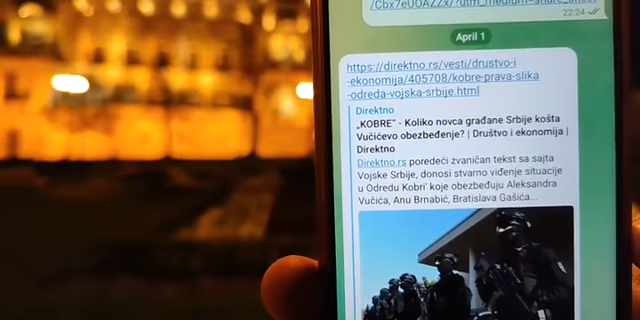 /Cbx7eUOAZZx/?utm_medium=share_
22:24
April 1
https://direktno.rs/vesti/drustvo-i
-ekonomija/405708/kobre-prava-slika
-odreda-vojska-srbije.html
Direktno
„KOBRE" - Koliko novca građane Srbije košta
Vučićevo obezbeđenje? | Društvo i ekonomija |
Direktno
Direktno.rs poredeći zvaničan tekst sa sajta
Vojske Srbije, donosi stvarno viđenje situacije
u Odredu Kobri' koje obezbeđuju Aleksandra
Vučića, Anu Brnabić, Bratislava Gašića...